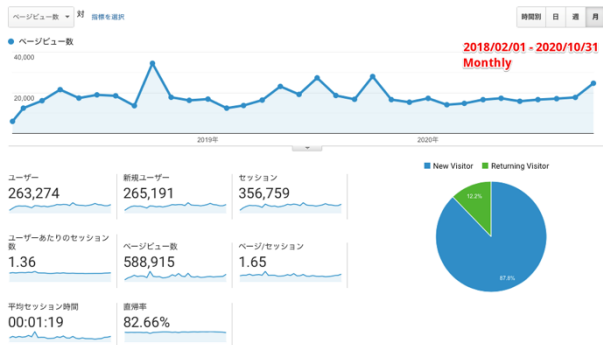 ページビュー数 対 指標を選択 時間別 日 週 月
ページビュー数
2018/02/01 - 2020/10/31
Monthly
40,000
20,000
2019年 2020年
New Visitor Returning Visitor
ユーザー 新規ユーザー セッション
263,274 265,191 356,759
ユーザーあたりのセッション
数 ページビュー数 ページ/セッション
1.36 588,915 1.65
平均セッション時間 直帰率
00:01:19 82.66%
12.2%
87.8%